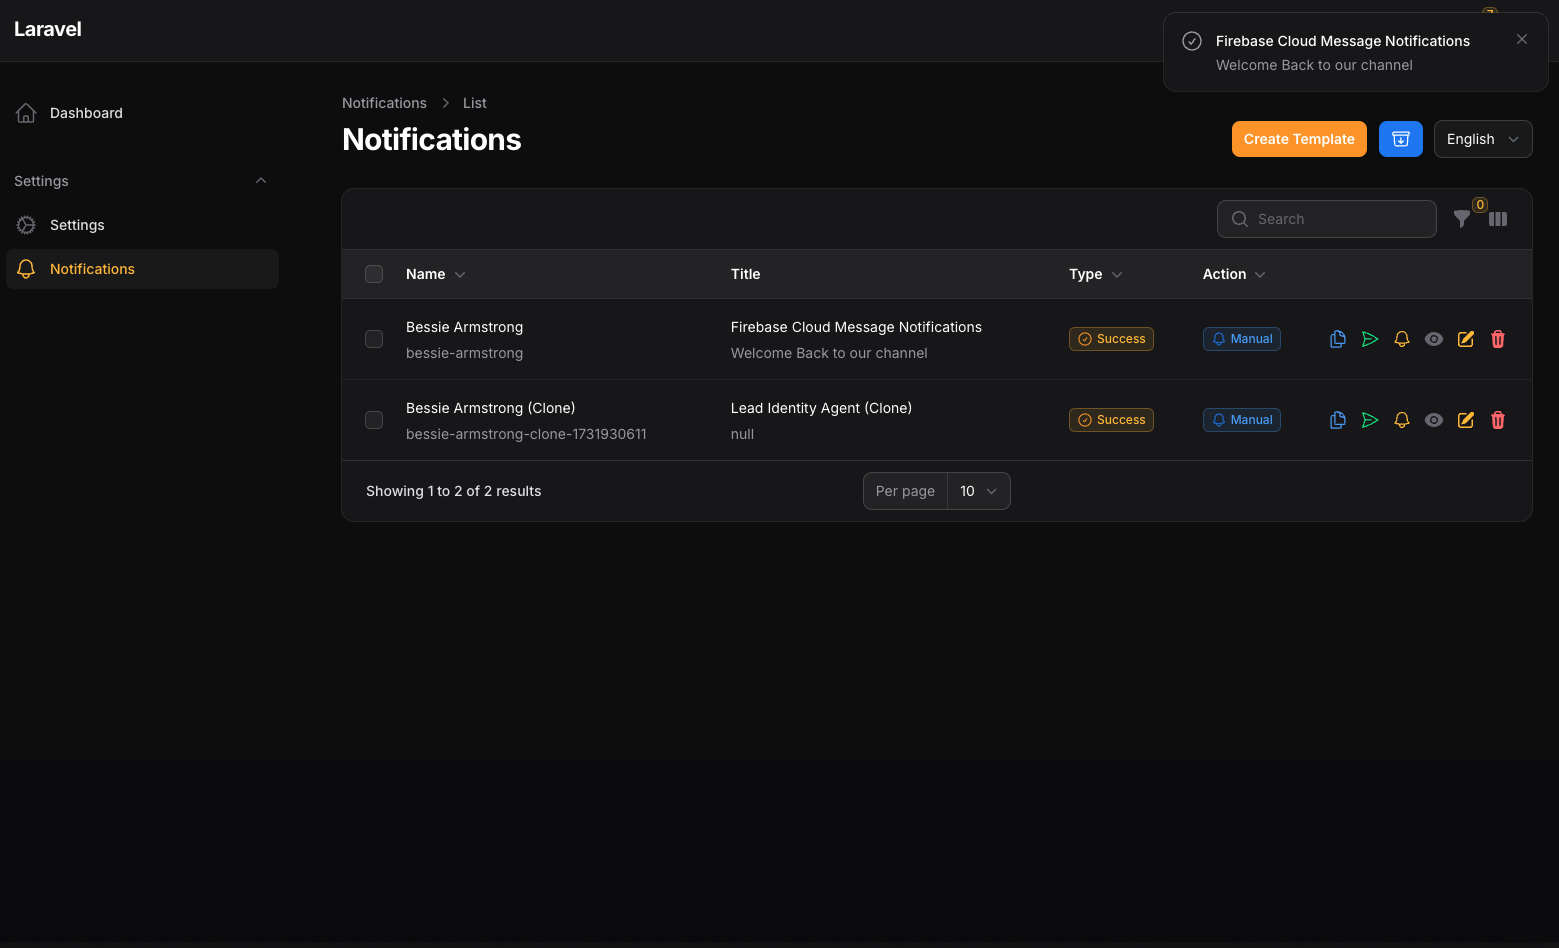 Laravel
7
Firebase Cloud Message Notifications
Welcome Back to our channel
Dashboard
Settings
Settings
Notifications
Notifications List
Notifications
Create Template
English
Search
0
Name Title Type Action
Bessie Armstrong Firebase Cloud Message Notifications Success Manual
bessie-armstrong Welcome Back to our channel
Bessie Armstrong (Clone) Lead Identity Agent (Clone) Success Manual
bessie-armstrong-clone-1731930611 null
Showing 1 to 2 of 2 results Per page 10